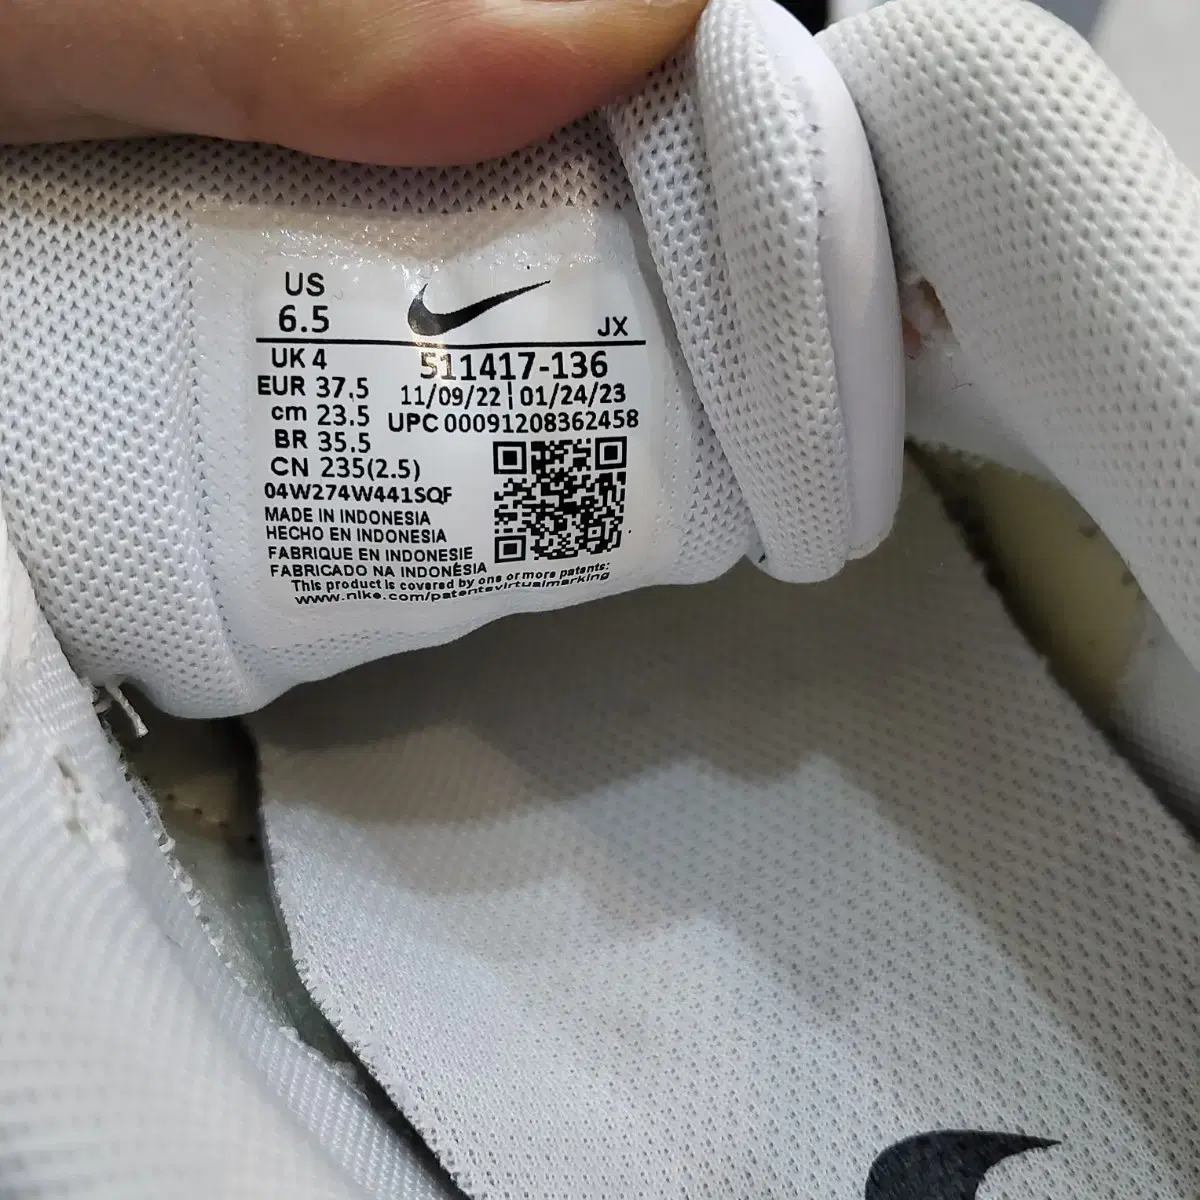 US
6.5
JX
UK 4
EUR 37.5
cm 23.5
BR 35.5
CN 235(2.5)
511417-136
11/09/22 | 01/24/23
UPC 00091208362458
04W274W441SQF
MADE IN INDONESIA
HECHO EN INDONESIA
FABRIQUE EN INDONESIE
FABRICADO NA INDONÉSIA
This product is covered by one or more patents:
www.nike.com/patentsvirtualmarking